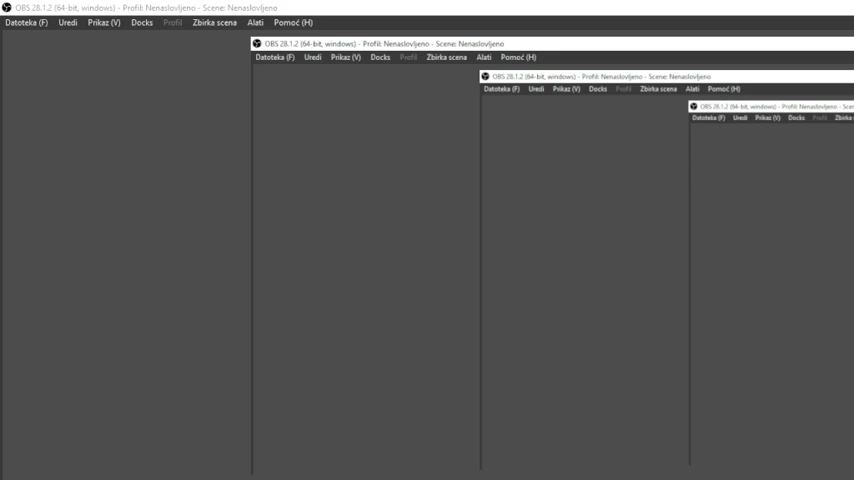 OBS 28.1.2 (64-bit, windows) - Profil: Nenaslovljeno - Scene: Nenaslovljeno
Datoteka (F) Uredi Prikaz (V) Docks Profil Zbirka scena Alati Pomoć (H)
OBS 28.1.2 (64-bit, windows) - Profil: Nenaslovljeno - Scene: Nenaslovljeno
Datoteka (F) Uredi Prikaz (V) Docks Profil Zbirka scena Alati Pomoć (H)
OBS 28.1.2 (64-bit, windows) - Profil: Nenaslovljeno - Scene: Nenaslovljeno
Datoteka (F) Uredi Prikaz (V) Docks Profil Zbirka scena Alati Pomoć (H)
OBS 28.1.2 (64-bit, windows) - Profil: Nenaslovljeno - Scen
Datoteka (F) Uredi Prikaz (V) Docks Profil Zbirka